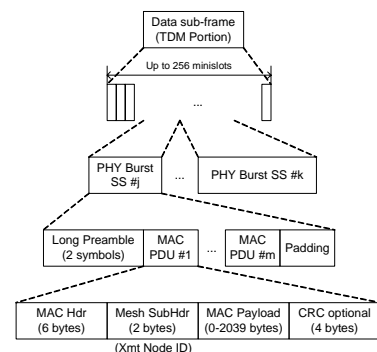 Data sub-frame
(TDM Portion)
Up to 256 minislots
...
PHY Burst
SS #j
...
PHY Burst SS #k
Long Preamble
(2 symbols)
MAC
PDU #1
...
MAC
PDU #m
Padding
MAC Hdr
(6 bytes)
Mesh SubHdr
(2 bytes)
MAC Payload
(0-2039 bytes)
CRC optional
(4 bytes)
(Xmt Node ID)